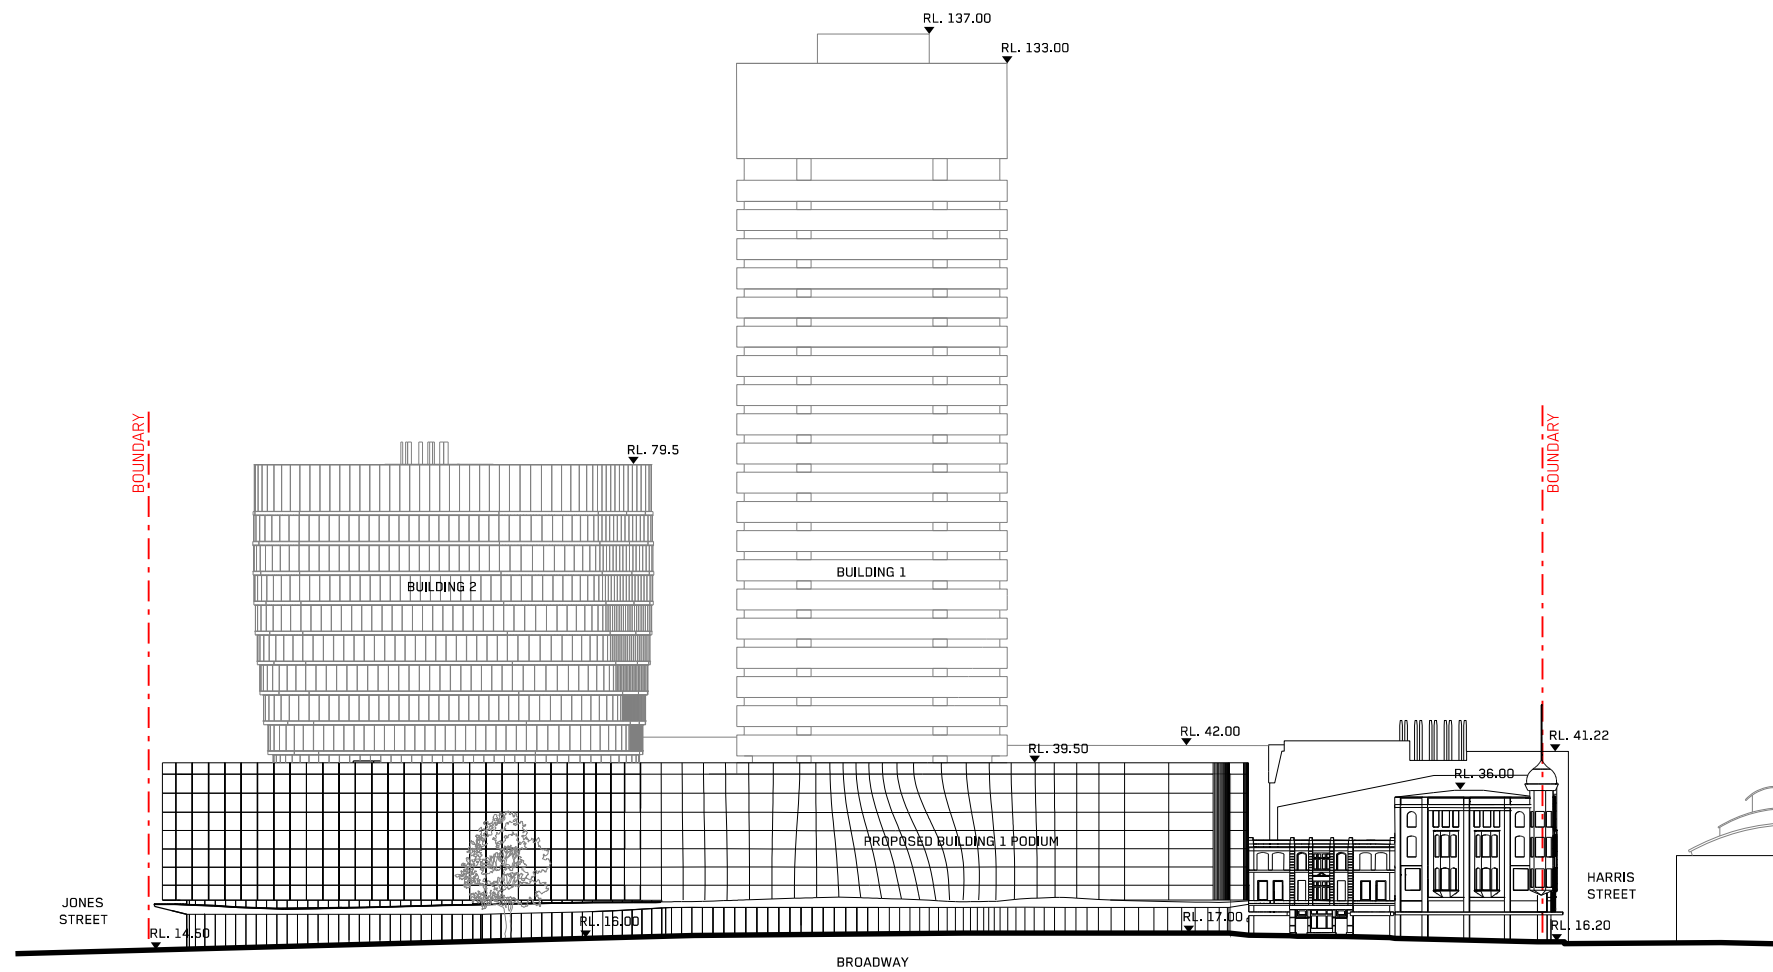 RL. 137.00
RL. 133.00
BOUNDARY
BOUNDARY
RL. 79.5
BUILDING 2
BUILDING 1
RL. 42.00
RL. 39.50
RL. 41.22
RL. 36.00
PROPOSED BUILDING 1 PODIUM
JONES
STREET
HARRIS
STREET
RL. 14.50
RL. 16.00
RL. 17.00
RL. 16.20
BROADWAY